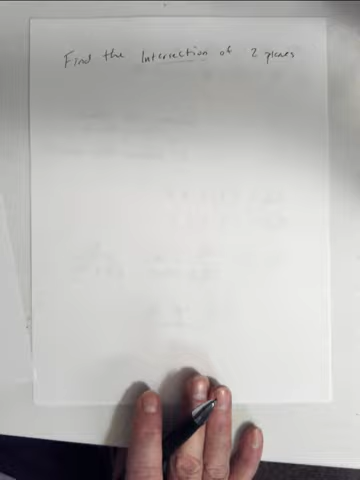 Find the Intersection of 2 planes